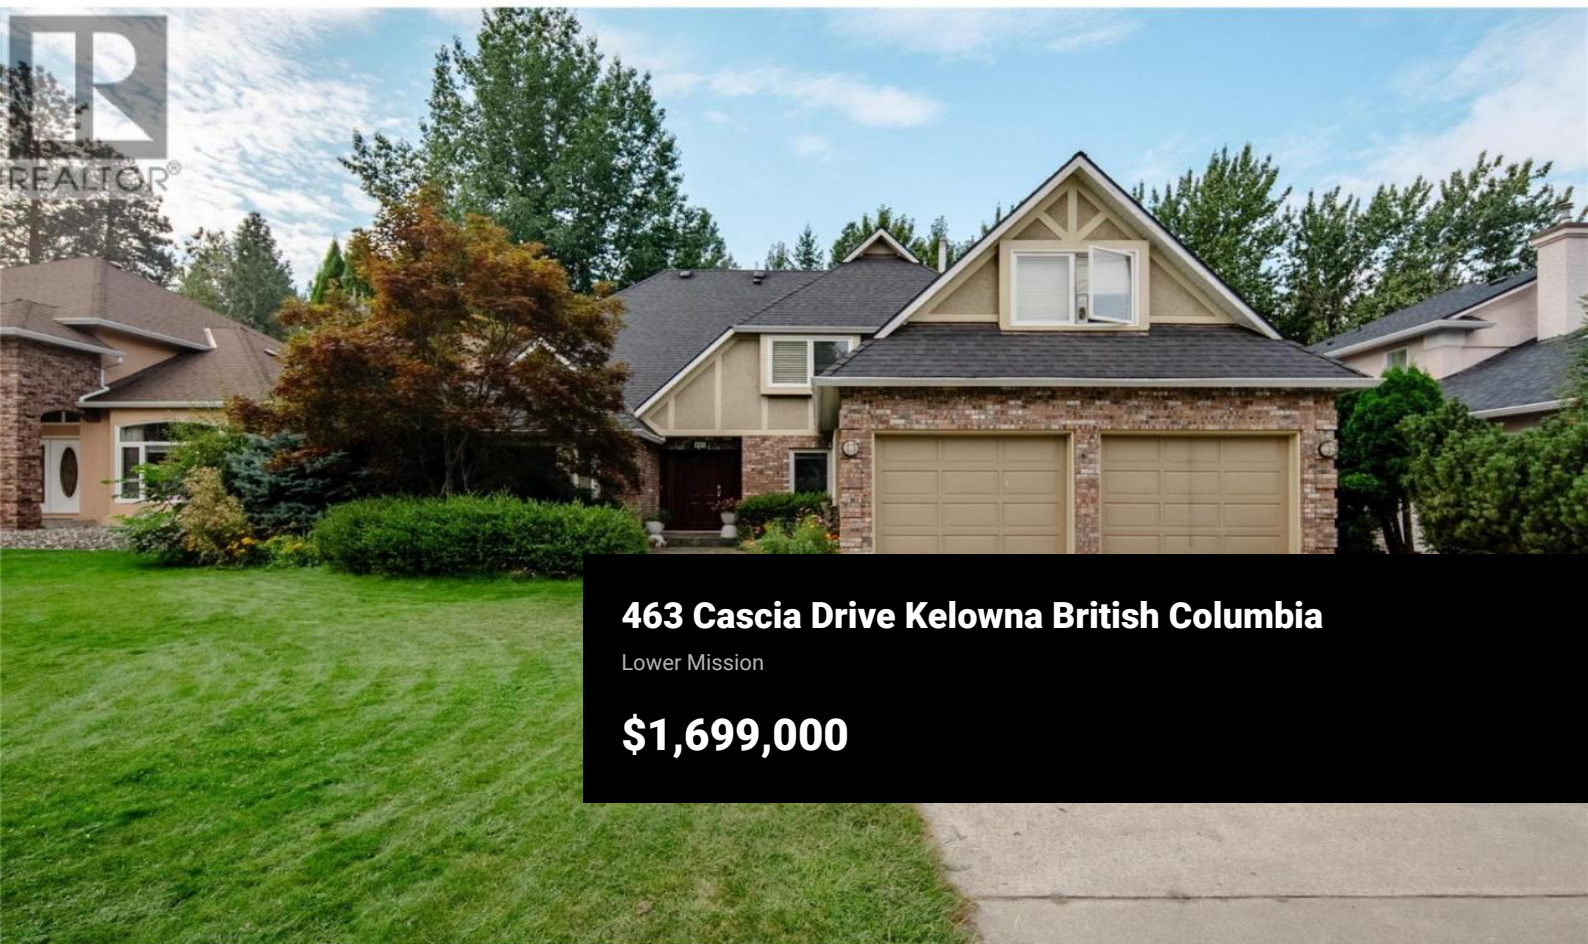 R
REALTOR®
463 Cascia Drive Kelowna British Columbia
Lower Mission
$1,699,000